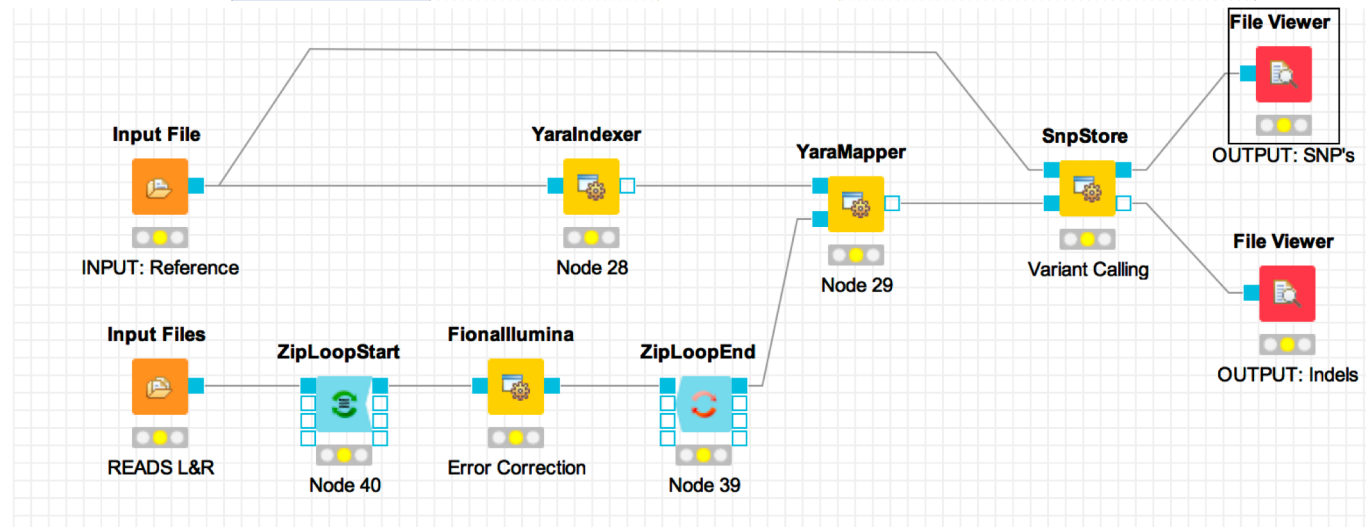 File Viewer
OUTPUT: SNP's
Input File
INPUT: Reference
YaraIndexer
Node 28
YaraMapper
Node 29
SnpStore
Variant Calling
File Viewer
OUTPUT: Indels
Input Files
READS L&R
ZipLoopStart
Node 40
FionaIllumina
Error Correction
ZipLoopEnd
Node 39